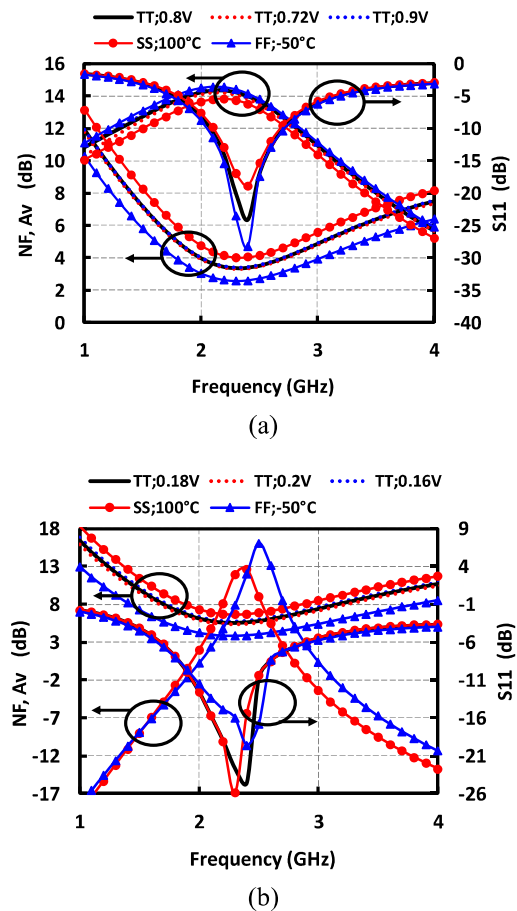 TT;0.8V TT;0.72V TT;0.9V
SS;100°C FF;-50°C
16
14
12
10
8
6
4
2
0
NF, Av (dB)
0
-5
-10
-15
-20
-25
-30
-35
-40
S11 (dB)
1 2 3 4
Frequency (GHz)
(a)
TT;0.18V TT;0.2V TT;0.16V
SS;100°C FF;-50°C
18
13
8
3
-2
-7
-12
-17
NF, Av (dB)
9
4
-1
-6
-11
-16
-21
-26
S11 (dB)
1 2 3 4
Frequency (GHz)
(b)